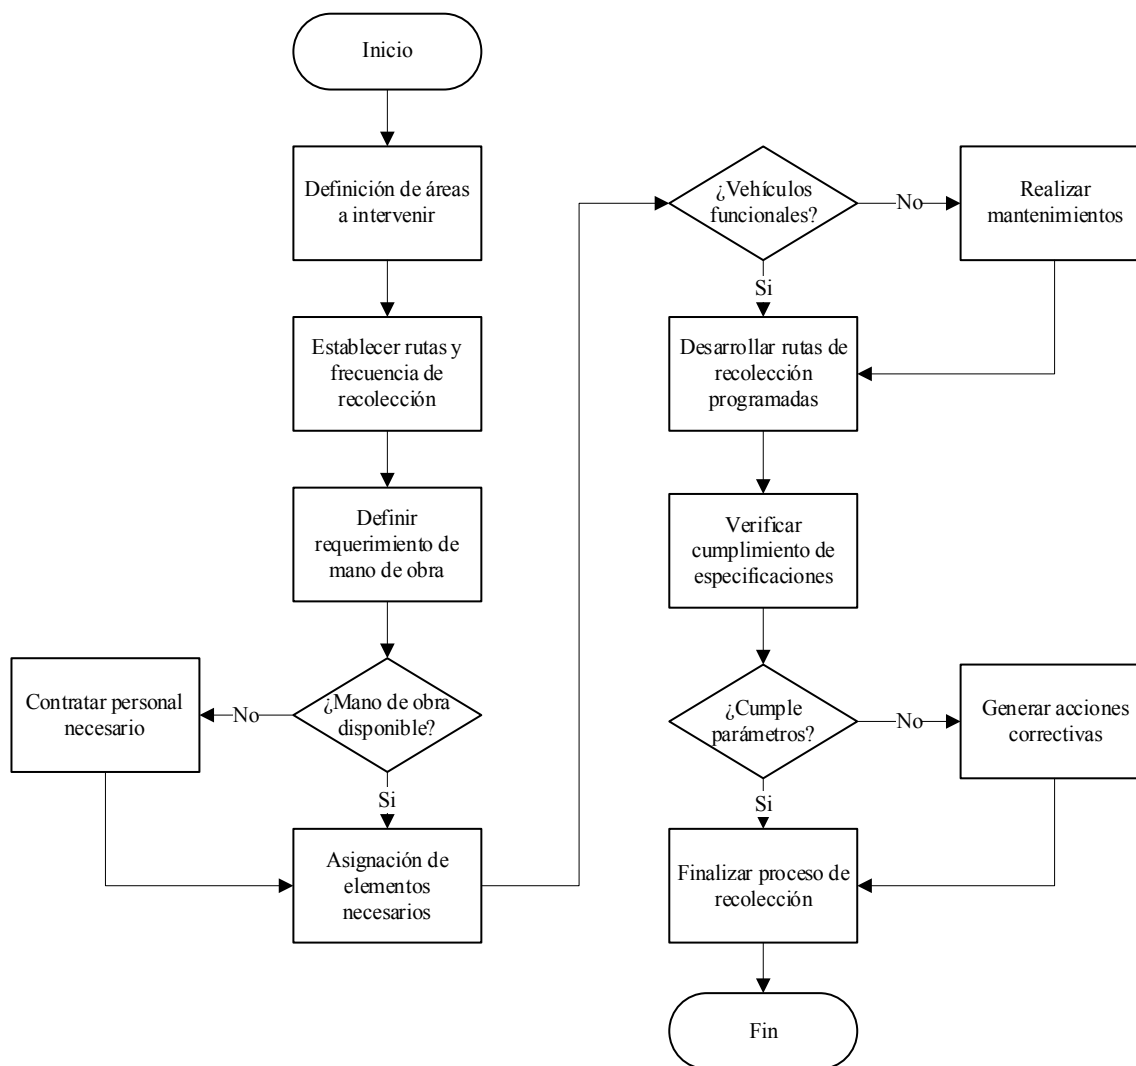 Inicio
Definición de áreas
a intervenir
Establecer rutas y
frecuencia de
recolección
Definir
requerimiento de
mano de obra
¿Mano de obra
disponible?
No
Contratar personal
necesario
Si
Asignación de
elementos
necesarios
¿Vehículos
funcionales?
No
Realizar
mantenimientos
Si
Desarrollar rutas de
recolección
programadas
Verificar
cumplimiento de
especificaciones
¿Cumple
parámetros?
No
Generar acciones
correctivas
Si
Finalizar proceso de
recolección
Fin